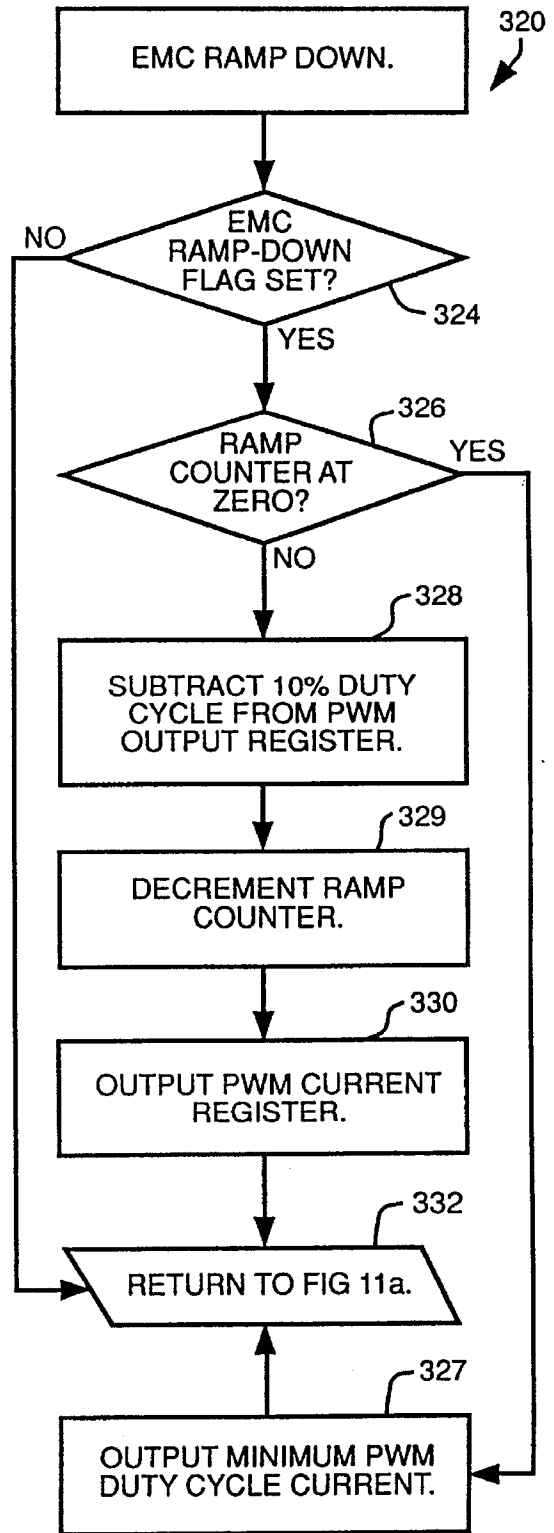 320
EMC RAMP DOWN.
NO
EMC
RAMP-DOWN
FLAG SET?
324
YES
326
RAMP
COUNTER AT
ZERO?
YES
NO
328
SUBTRACT 10% DUTY
CYCLE FROM PWM
OUTPUT REGISTER.
329
DECREMENT RAMP
COUNTER.
330
OUTPUT PWM CURRENT
REGISTER.
332
RETURN TO FIG 11a.
327
OUTPUT MINIMUM PWM
DUTY CYCLE CURRENT.